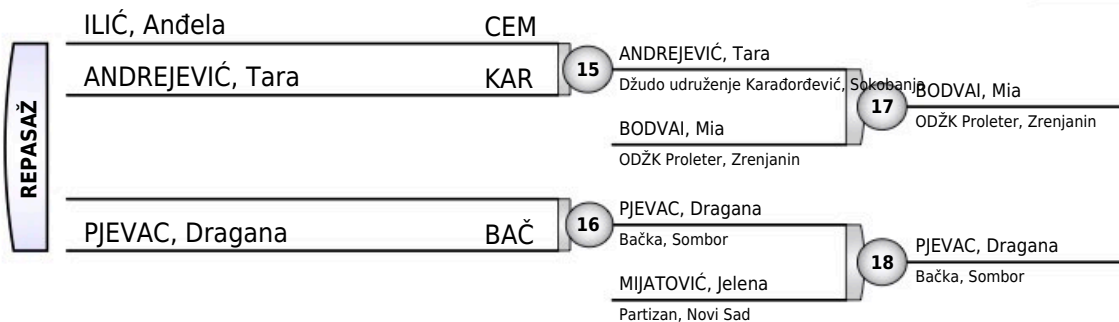 REPASAŽ
ILIĆ, Anđela CEM
ANDREJEVIĆ, Tara KAR
15
ANDREJEVIĆ, Tara
Džudo udruženje Karađorđević, Sokobanja
BODVAI, Mia
ODŽK Proleter, Zrenjanin
17
BODVAI, Mia
ODŽK Proleter, Zrenjanin
PJEVAC, Dragana BAČ
16
PJEVAC, Dragana
Bačka, Sombor
MIJATOVIĆ, Jelena
Partizan, Novi Sad
18
PJEVAC, Dragana
Bačka, Sombor